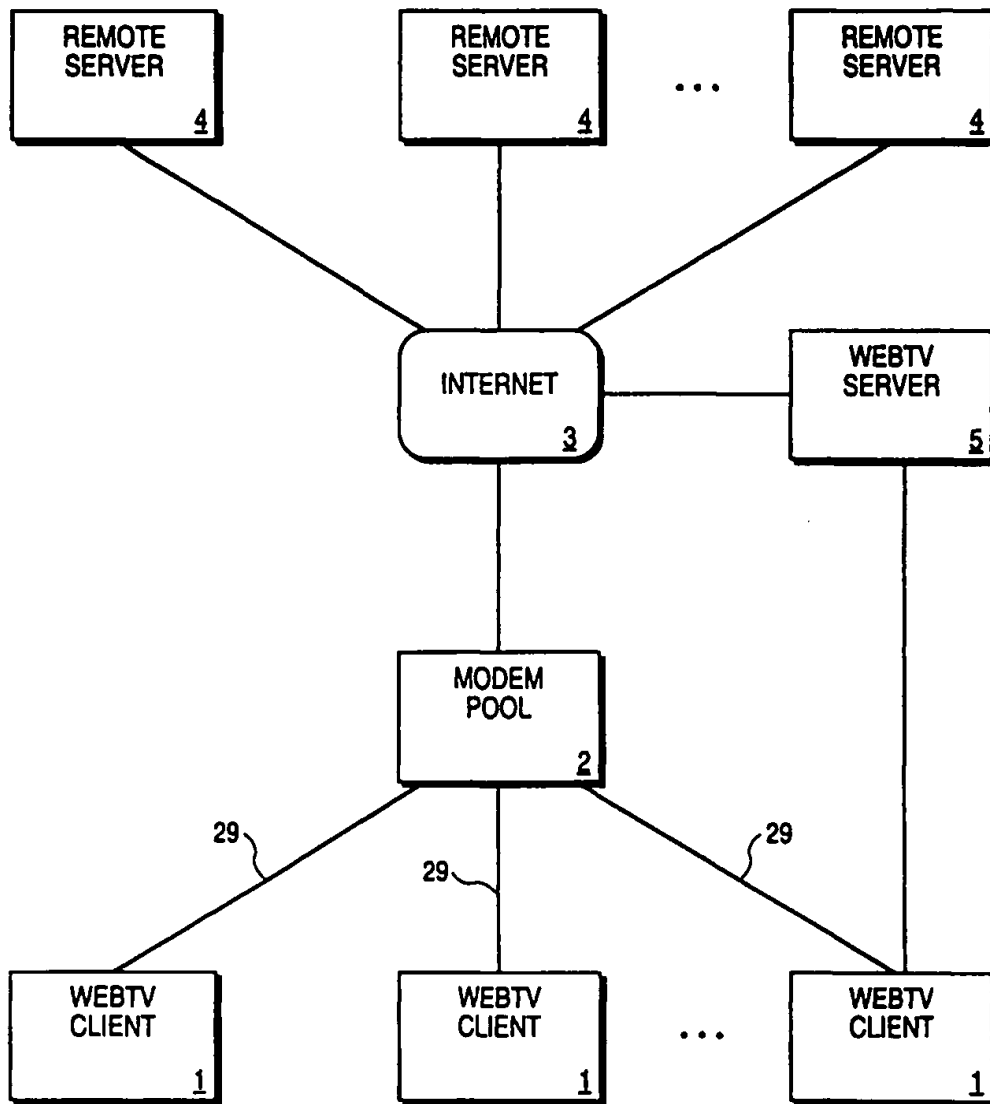 REMOTE
SERVER
4
REMOTE
SERVER
4
...
REMOTE
SERVER
4
INTERNET
3
WEBTV
SERVER
5
MODEM
POOL
2
29
29
29
WEBTV
CLIENT
1
WEBTV
CLIENT
1
...
WEBTV
CLIENT
1